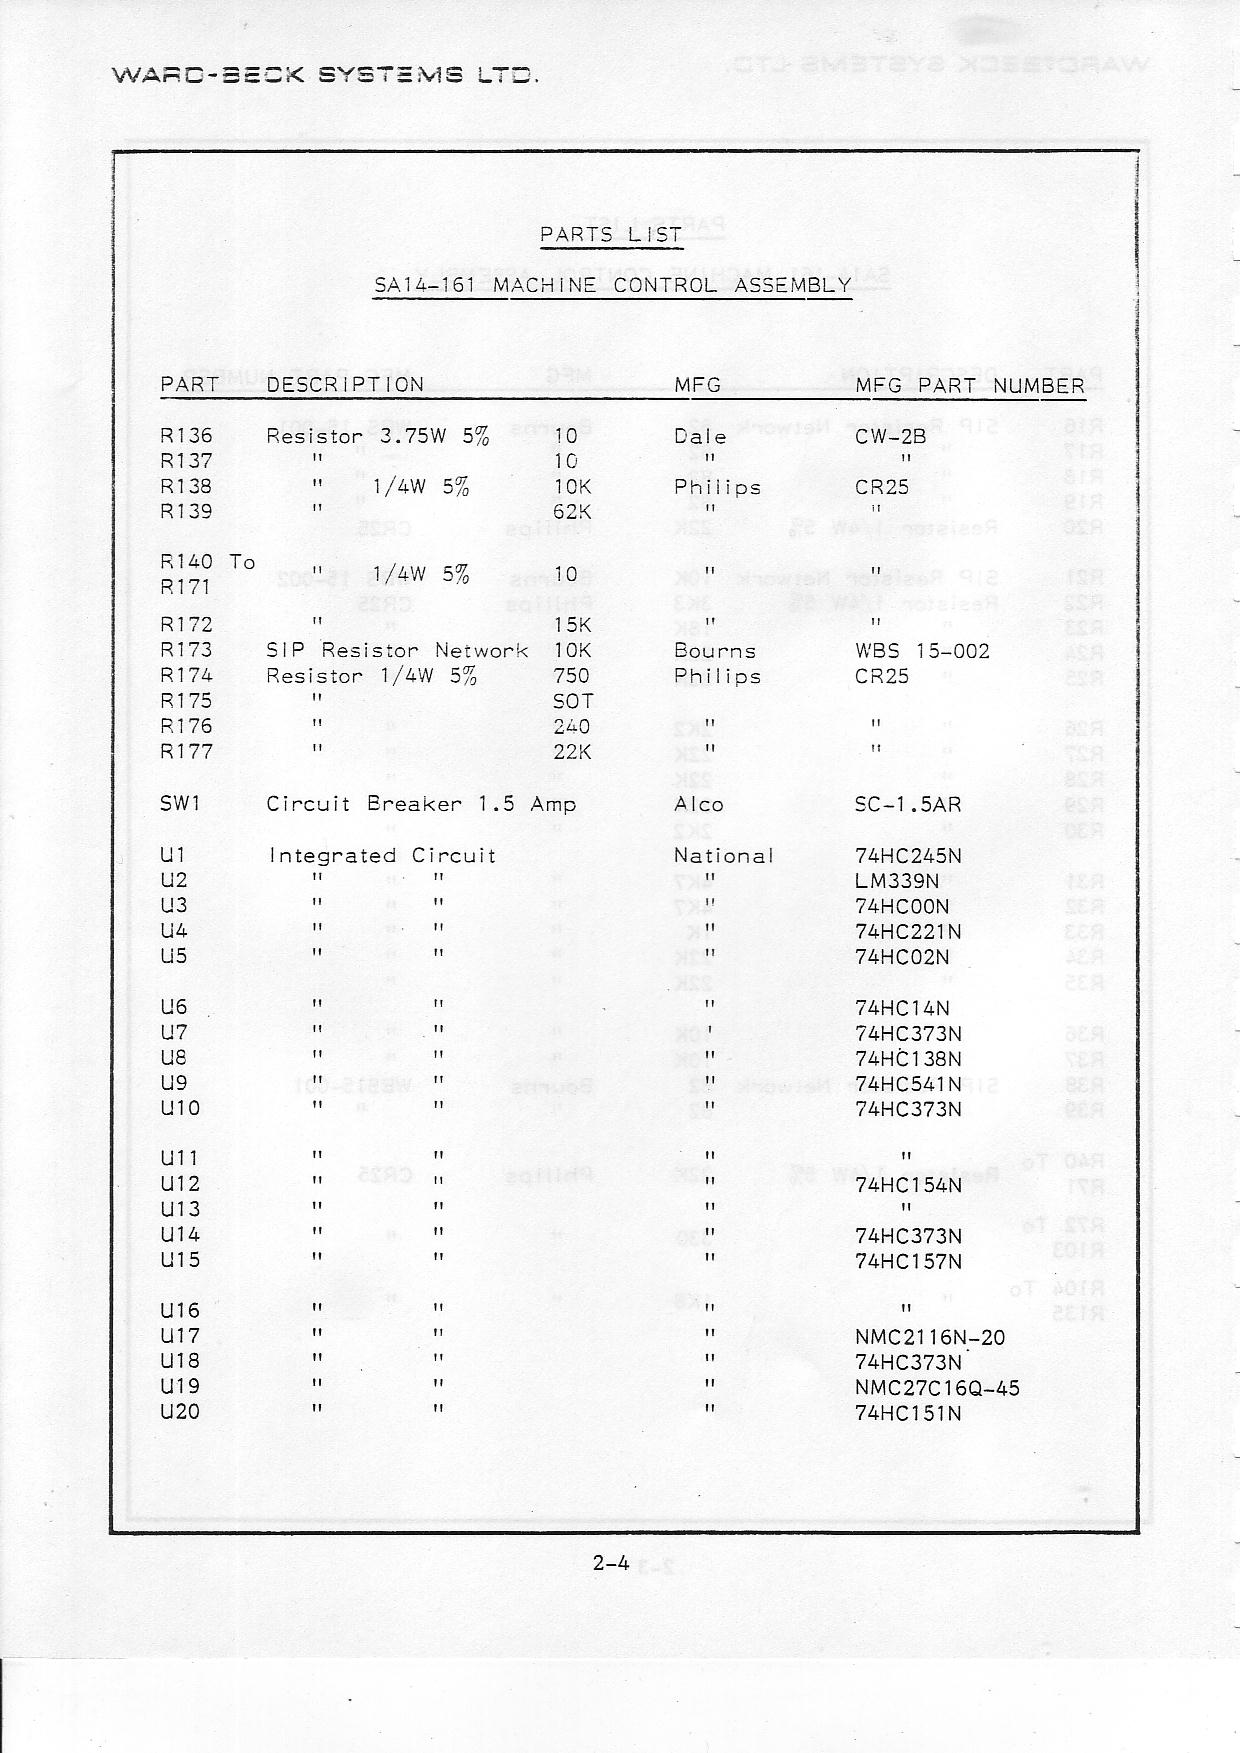 WARD-BECK SYSTEMS LTD.
PARTS LIST
SA14-161 MACHINE CONTROL ASSEMBLY
PART DESCRIPTION MFG MFG PART NUMBER
R136 Resistor 3.75W 5% 10 Dale CW-2B
R137 " 10 " "
R138 " 1/4W 5% 10K Philips CR25
R139 " 62K " "
R140 To
R171 " 1/4W 5% 10 " "
R172 " 15K " "
R173 SIP Resistor Network 10K Bourns WBS 15-002
R174 Resistor 1/4W 5% 750 Philips CR25
R175 " SOT
R176 " 240 " "
R177 " 22K " "
SW1 Circuit Breaker 1.5 Amp Alco SC-1.5AR
U1 Integrated Circuit National 74HC245N
U2 " " " LM339N
U3 " " " 74HC00N
U4 " " " 74HC221N
U5 " " " 74HC02N
U6 " " " 74HC14N
U7 " " ' 74HC373N
U8 " " " 74HC138N
U9 " " " 74HC541N
U10 " " " 74HC373N
U11 " " " "
U12 " " " 74HC154N
U13 " " " "
U14 " " " 74HC373N
U15 " " " 74HC157N
U16 " " " "
U17 " " " NMC2116N-20
U18 " " " 74HC373N
U19 " " " NMC27C16Q-45
U20 " " " 74HC151N
2-4